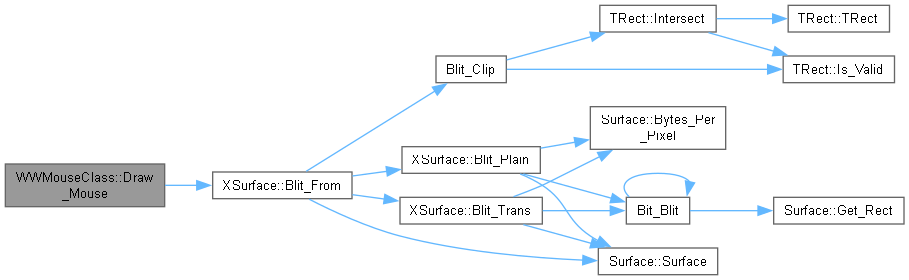 WWMouseClass::Draw
_Mouse
XSurface::Blit_From
Blit_Clip
XSurface::Blit_Plain
XSurface::Blit_Trans
TRect::Intersect
Surface::Bytes_Per
_Pixel
Bit_Blit
Surface::Surface
TRect::TRect
TRect::Is_Valid
Surface::Get_Rect